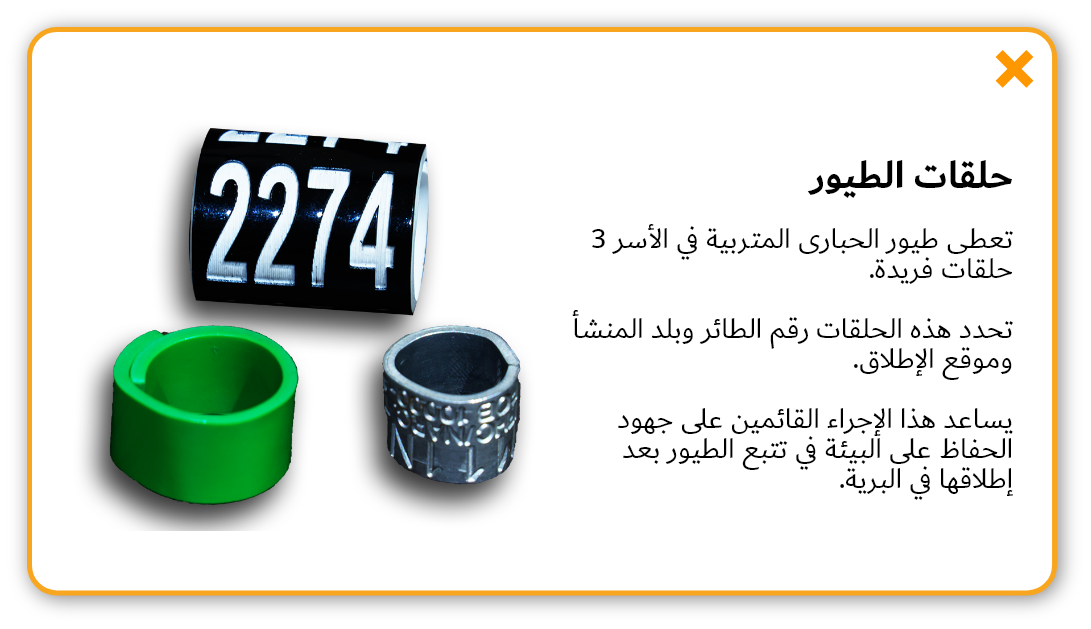 حلقات الطيور
تعطى طيور الحبارى المتربية في الأسر 3
حلقات فريدة.
تحدد هذه الحلقات رقم الطائر وبلد المنشأ
وموقع الإطلاق.
يساعد هذا الإجراء القائمين على جهود
الحفاظ على البيئة في تتبع الطيور بعد
إطلاقها في البرية.
2274